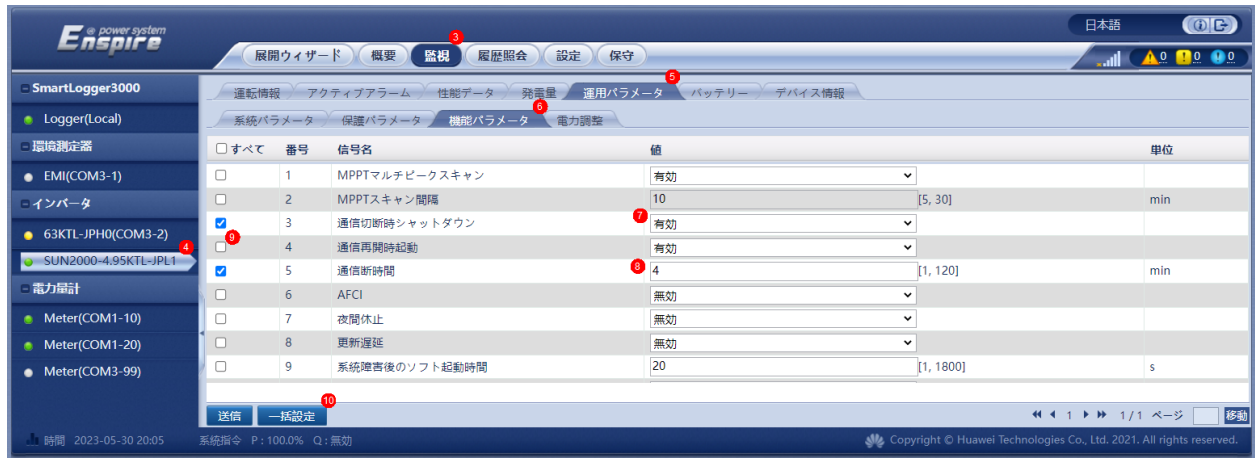 e power system
Enspire
日本語
3
展開ウィザード 概要 監視 履歴照会 設定 保守
0 0 0
SmartLogger3000
Logger(Local)
環境測定器
EMI(COM3-1)
インバータ
63KTL-JPH0(COM3-2)
4
SUN2000-4.95KTL-JPL1
電力量計
Meter(COM1-10)
Meter(COM1-20)
Meter(COM3-99)
5
運転情報 アクティブアラーム 性能データ 発電量 運用パラメータ バッテリー デバイス情報
6
系統パラメータ 保護パラメータ 機能パラメータ 電力調整
すべて 番号 信号名 値 単位
1 MPPTマルチピークスキャン 有効
2 MPPTスキャン間隔 10 [5, 30] min
3 通信切断時シャットダウン 7 有効
9
4 通信再開時起動 有効
5 通信断時間 8 4 [1, 120] min
6 AFCI 無効
7 夜間休止 無効
8 更新遅延 無効
9 系統障害後のソフト起動時間 20 [1, 1800] s
10
送信 一括設定 1 1/1 ページ 移動
時間 2023-05-30 20:05 系統指令 P : 100.0% Q : 無効 Copyright © Huawei Technologies Co., Ltd. 2021. All rights reserved.